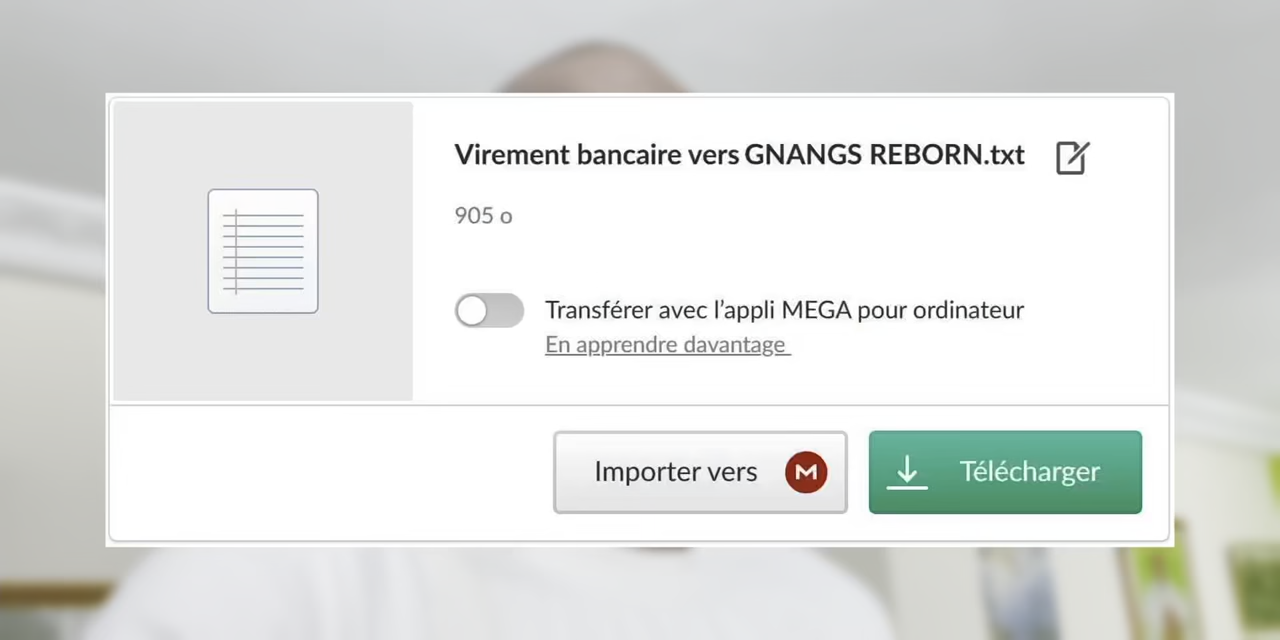 Virement bancaire vers GNANGS REBORN.txt
905 o
Transférer avec l’appli MEGA pour ordinateur
En apprendre davantage
Importer vers M
Télécharger